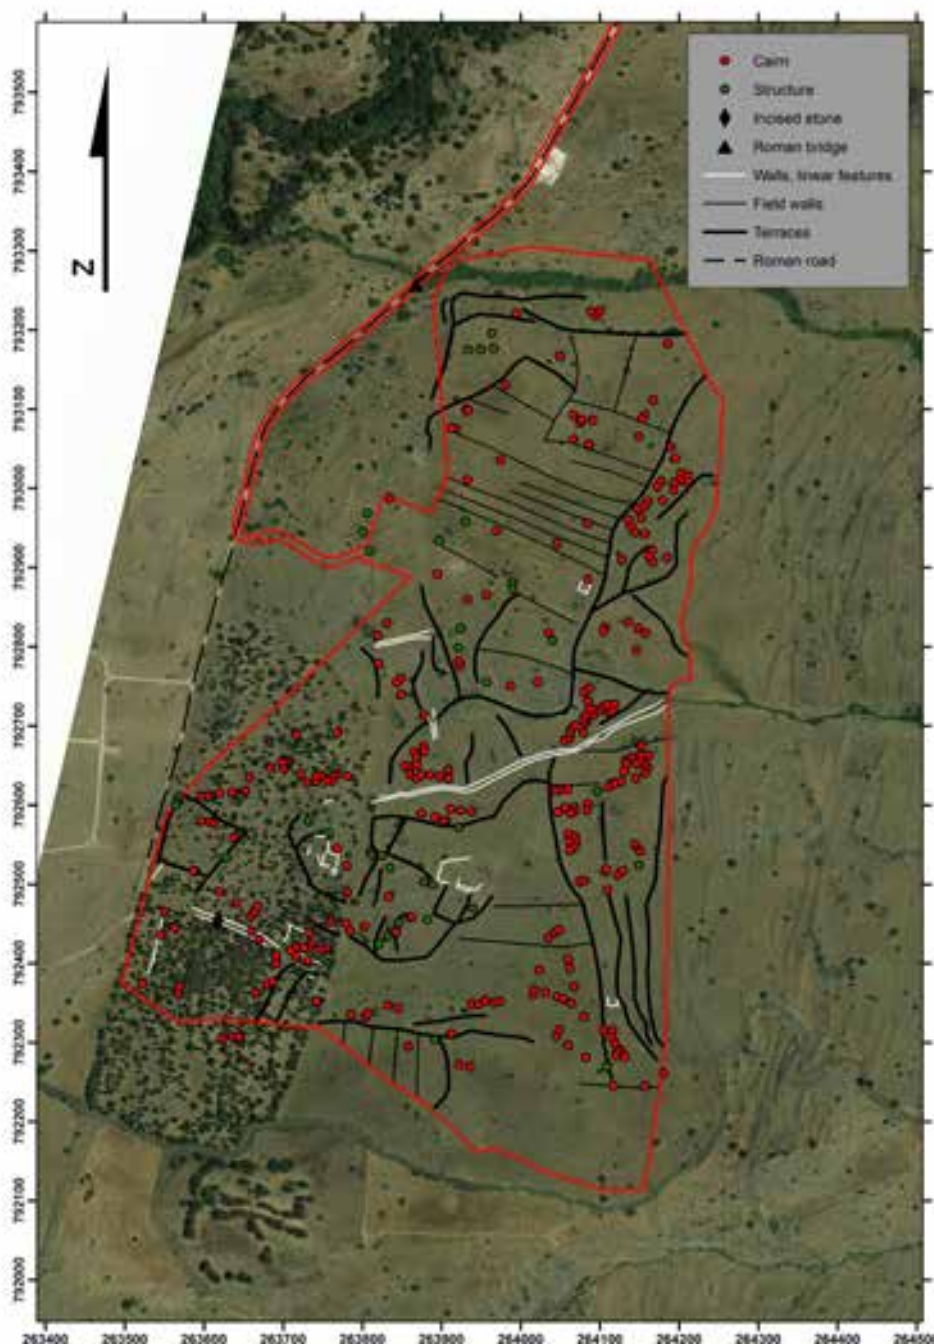 Cairn
Structure
Incised stone
Roman bridge
Walls, linear features
Field walls
Terraces
Roman road
N
793500
793400
793300
793200
793100
793000
792900
792800
792700
792600
792500
792400
792300
792200
792100
792000
263400 263500 263600 263700 263800 263900 264000 264100 264200 264300 264400